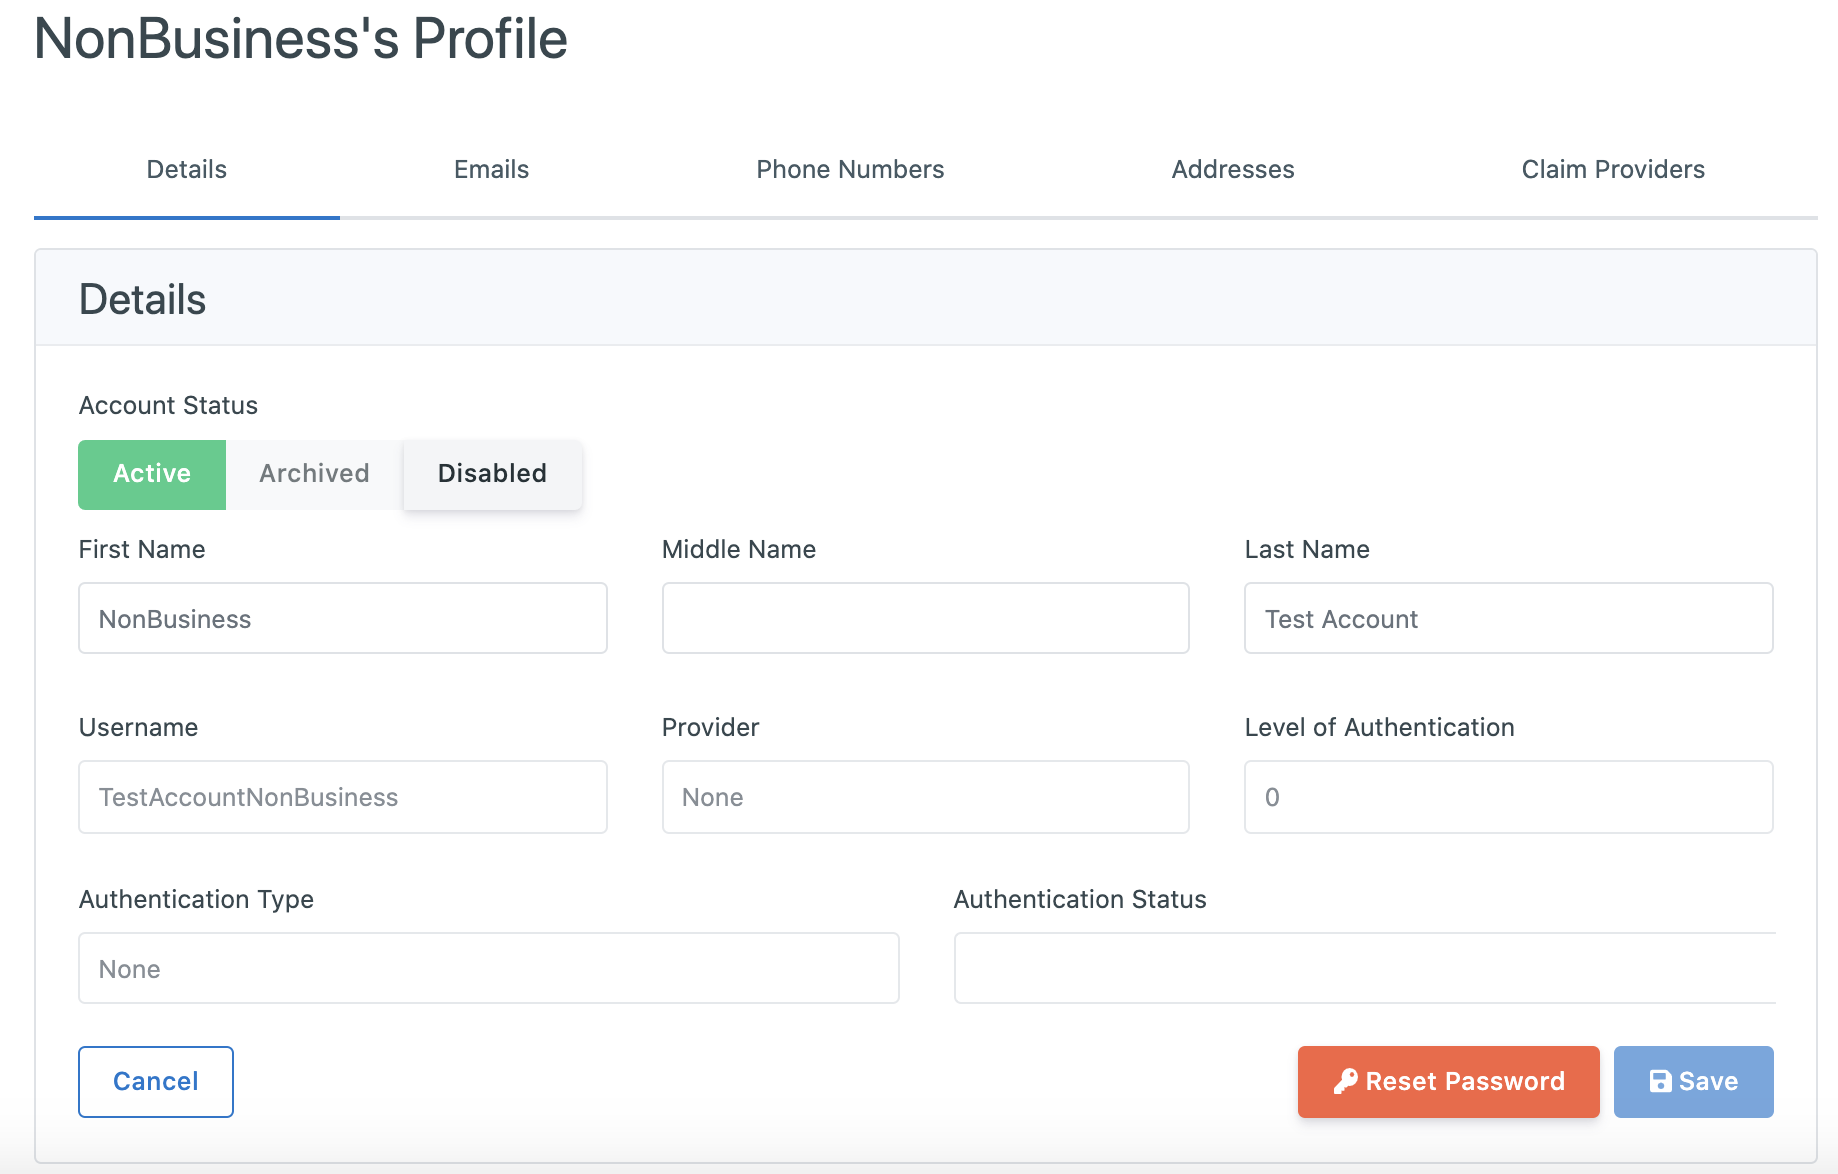 NonBusiness's Profile
Details Emails Phone Numbers Addresses Claim Providers
Details
Account Status
Active Archived Disabled
First Name Middle Name Last Name
NonBusiness Test Account
Username Provider Level of Authentication
TestAccountNonBusiness None 0
Authentication Type Authentication Status
None
Cancel Reset Password Save